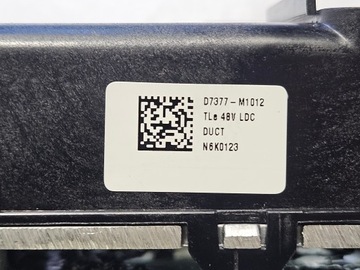 D7377-M1012
TLe 48V LDC
DUCT
N6K0123